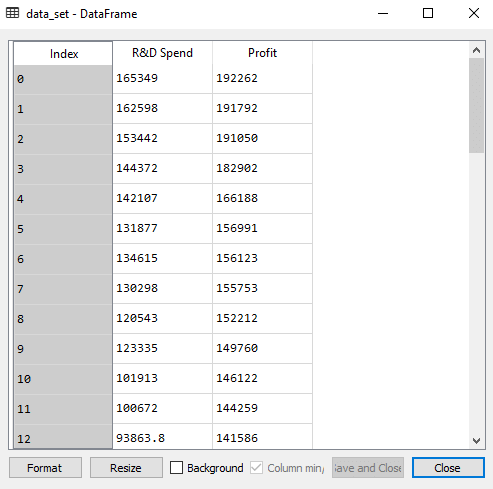 data_set - DataFrame
Index R&D Spend Profit
0 165349 192262
1 162598 191792
2 153442 191050
3 144372 182902
4 142107 166188
5 131877 156991
6 134615 156123
7 130298 155753
8 120543 152212
9 123335 149760
10 101913 146122
11 100672 144259
12 93863.8 141586
Format Resize Background Column min/ ave and Close Close